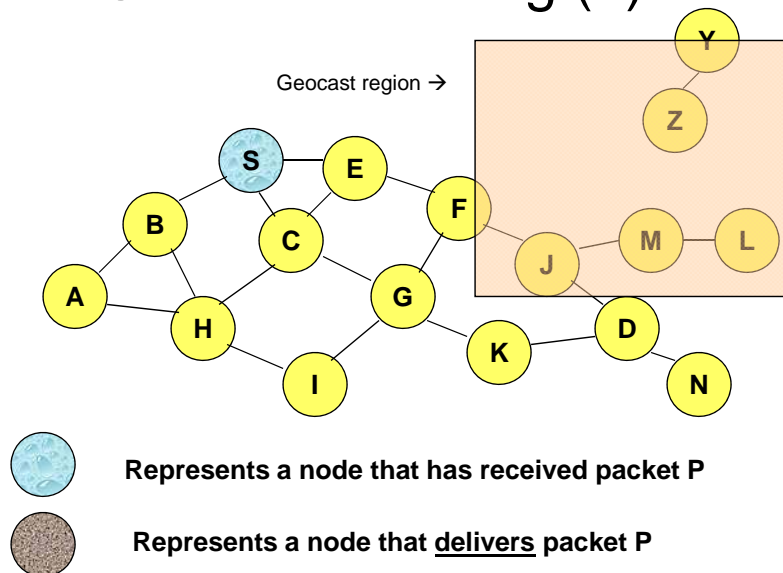 Y
Geocast region →
Z
S
E
F
B
C
M
L
J
A
G
H
D
K
I
N
Represents a node that has received packet P
Represents a node that delivers packet P